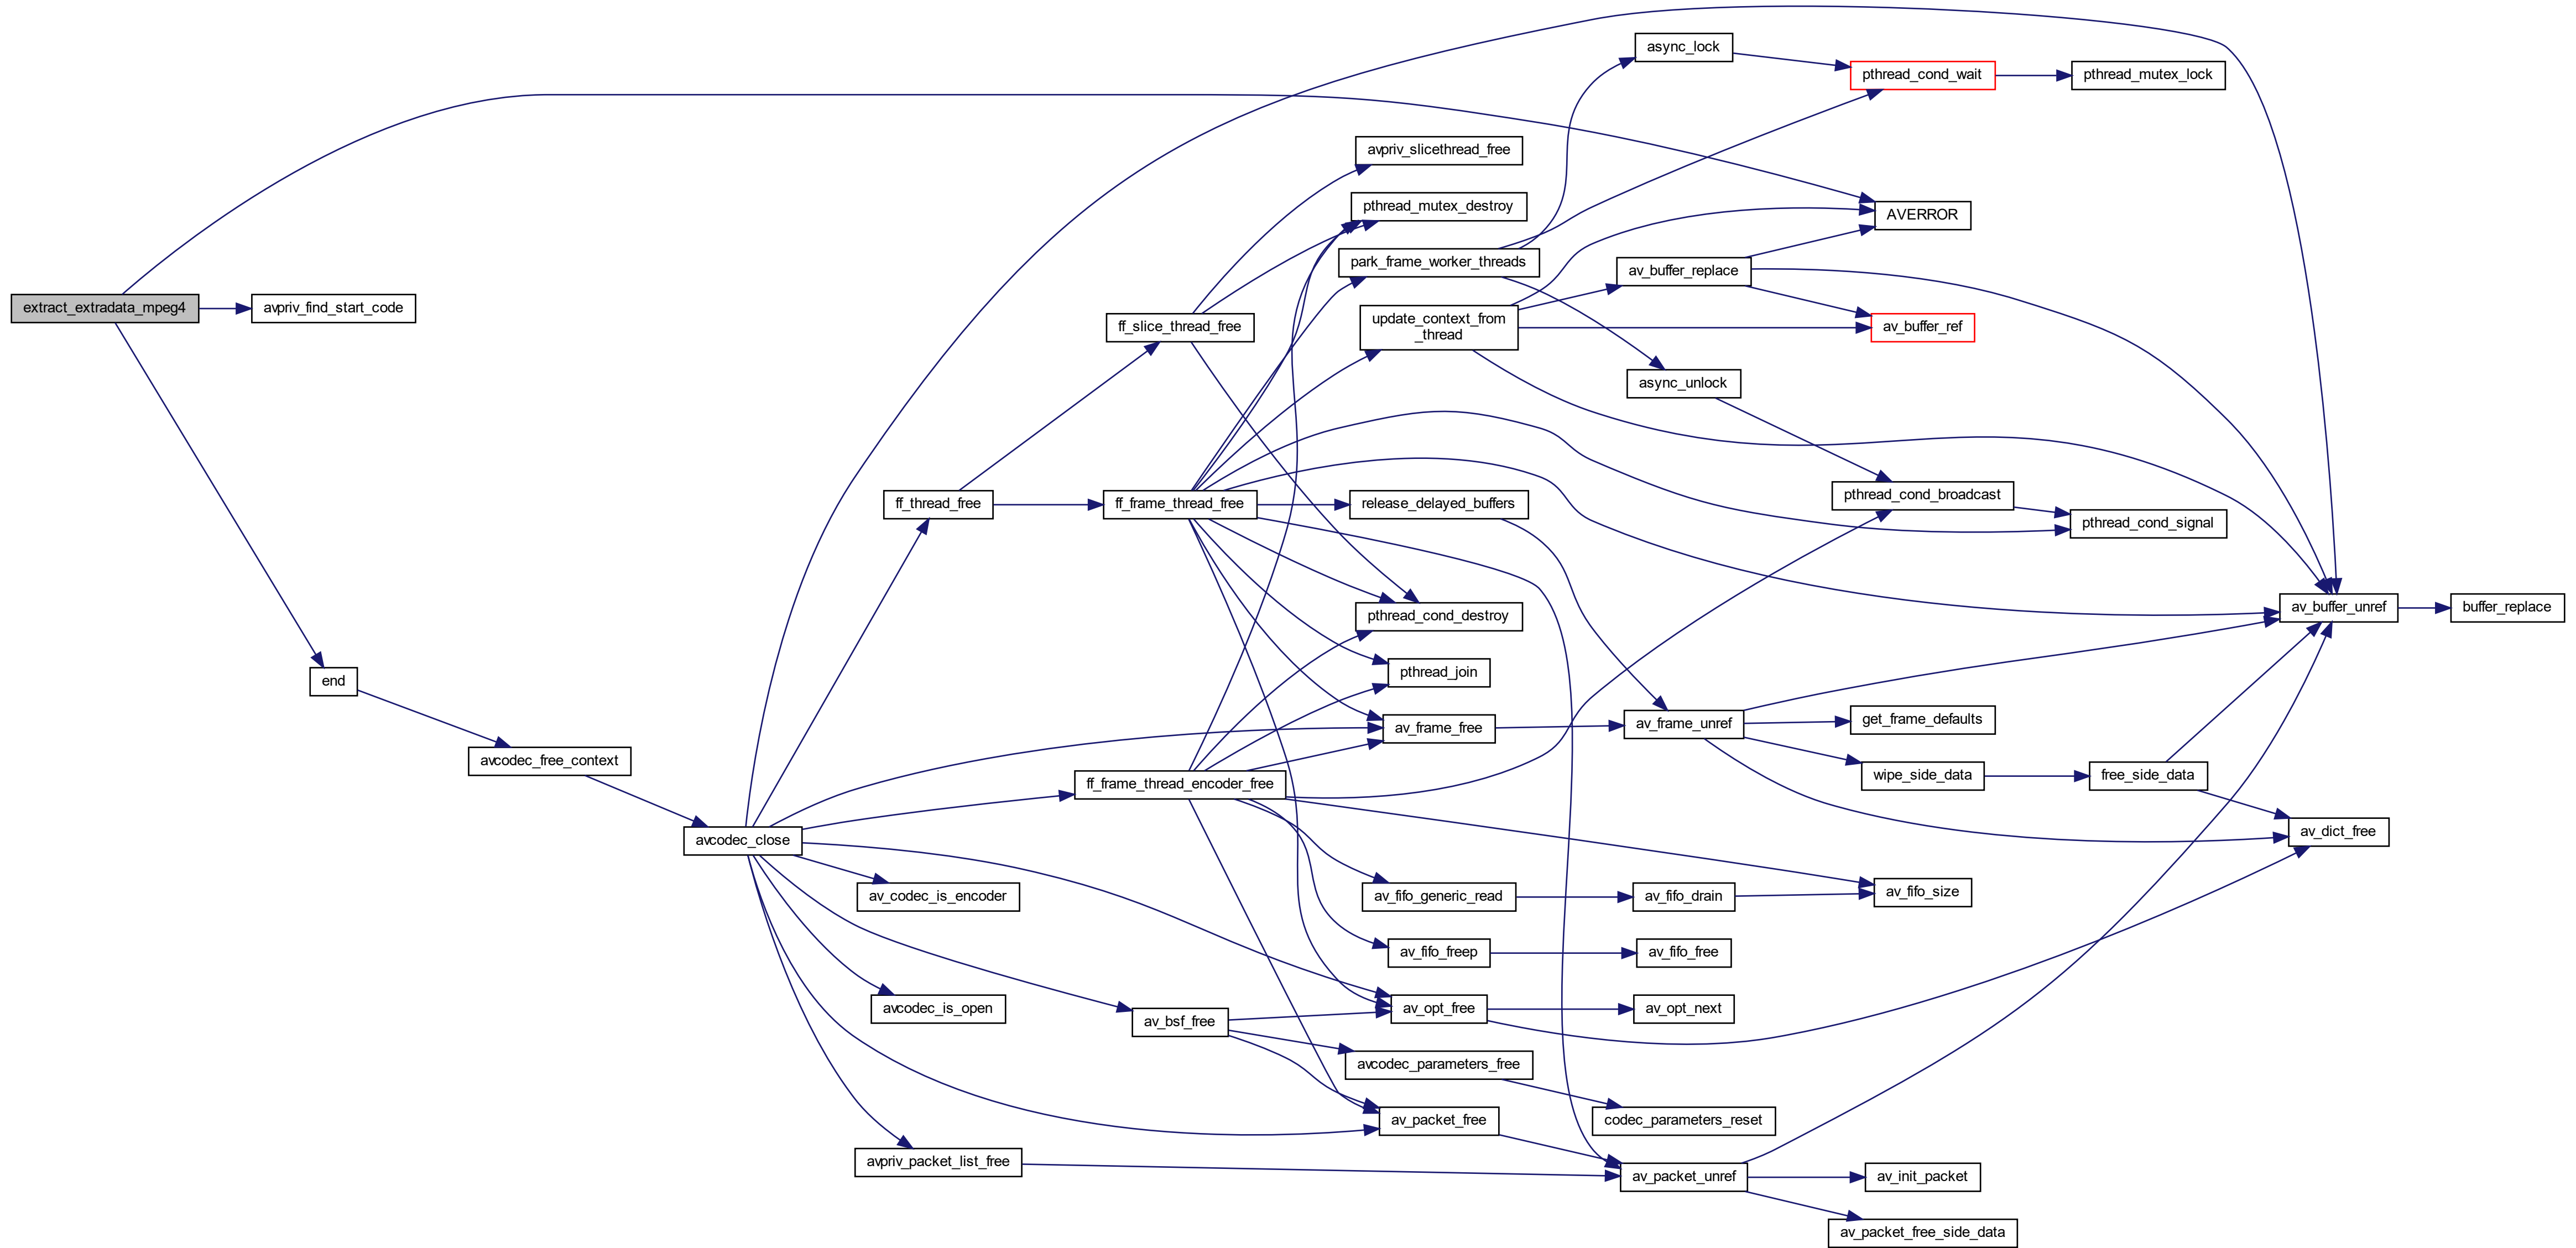 extract_extradata_mpeg4
avpriv_find_start_code
end
avcodec_free_context
avcodec_close
ff_thread_free
av_codec_is_encoder
avcodec_is_open
avpriv_packet_list_free
ff_slice_thread_free
ff_frame_thread_free
ff_frame_thread_encoder_free
av_bsf_free
avpriv_slicethread_free
pthread_mutex_destroy
park_frame_worker_threads
update_context_from
_thread
release_delayed_buffers
pthread_cond_destroy
pthread_join
av_frame_free
av_fifo_generic_read
av_fifo_freep
av_opt_free
avcodec_parameters_free
av_packet_free
async_lock
av_buffer_replace
async_unlock
av_frame_unref
av_fifo_drain
av_fifo_free
av_opt_next
codec_parameters_reset
av_packet_unref
pthread_cond_wait
AVERROR
av_buffer_ref
pthread_cond_broadcast
get_frame_defaults
wipe_side_data
av_fifo_size
av_init_packet
av_packet_free_side_data
pthread_mutex_lock
pthread_cond_signal
free_side_data
av_buffer_unref
av_dict_free
buffer_replace